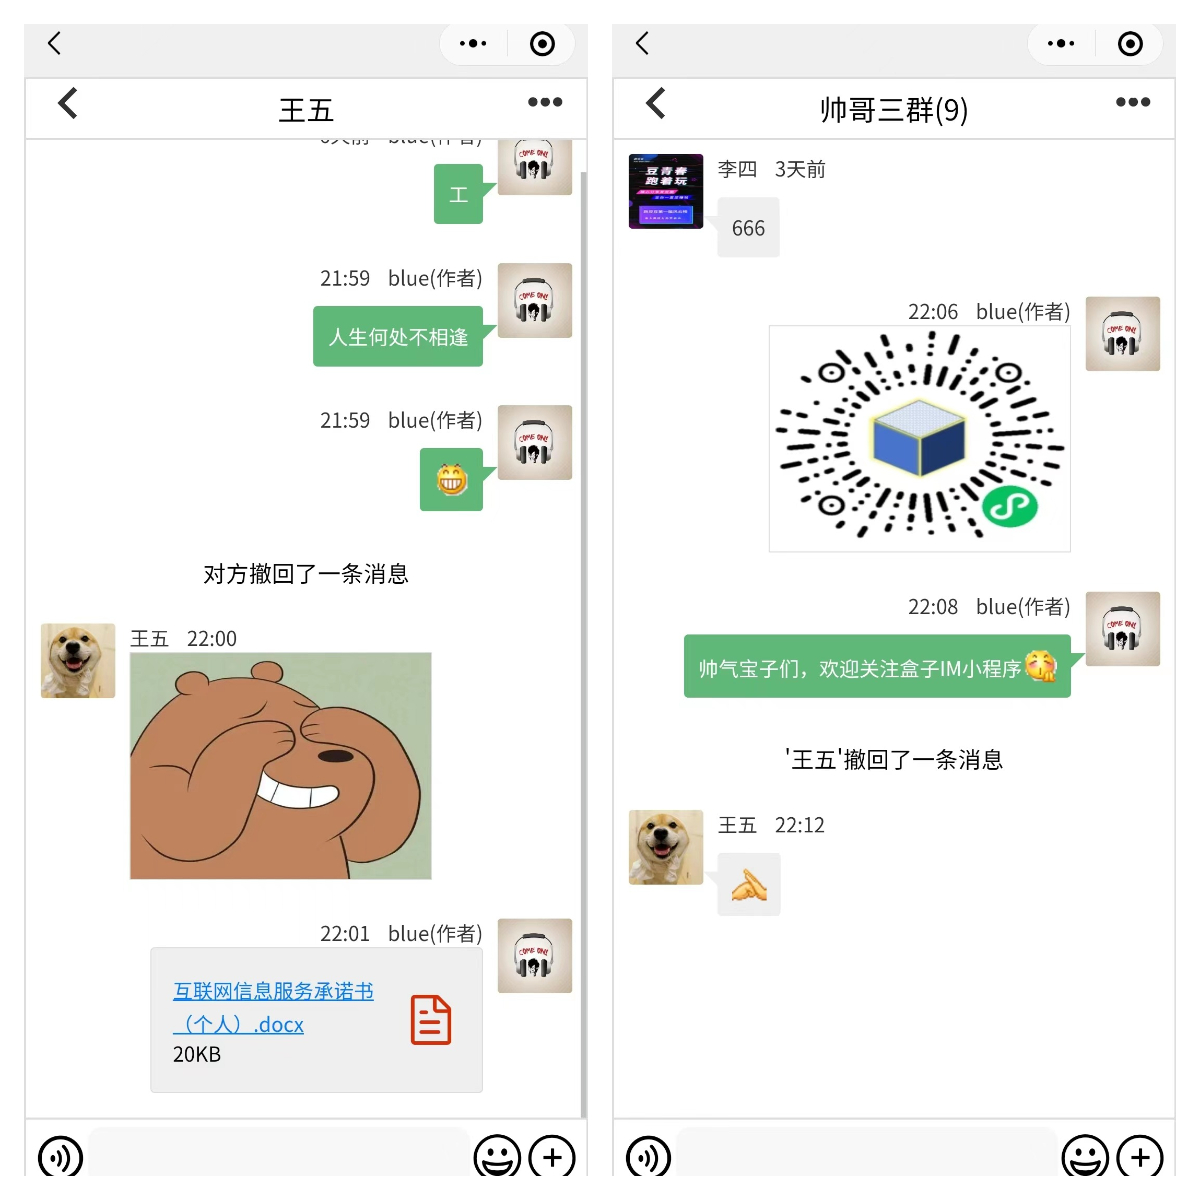 王五
blue(作者)
工
21:59 blue(作者)
人生何处不相逢
21:59 blue(作者)
对方撤回了一条消息
王五 22:00
22:01 blue(作者)
互联网信息服务承诺书
（个人）.docx
20KB
帅哥三群(9)
李四 3天前
豆青春
跑着玩
666
22:06 blue(作者)
22:08 blue(作者)
帅气宝子们，欢迎关注盒子IM小程序
'王五'撤回了一条消息
王五 22:12
COME ON!